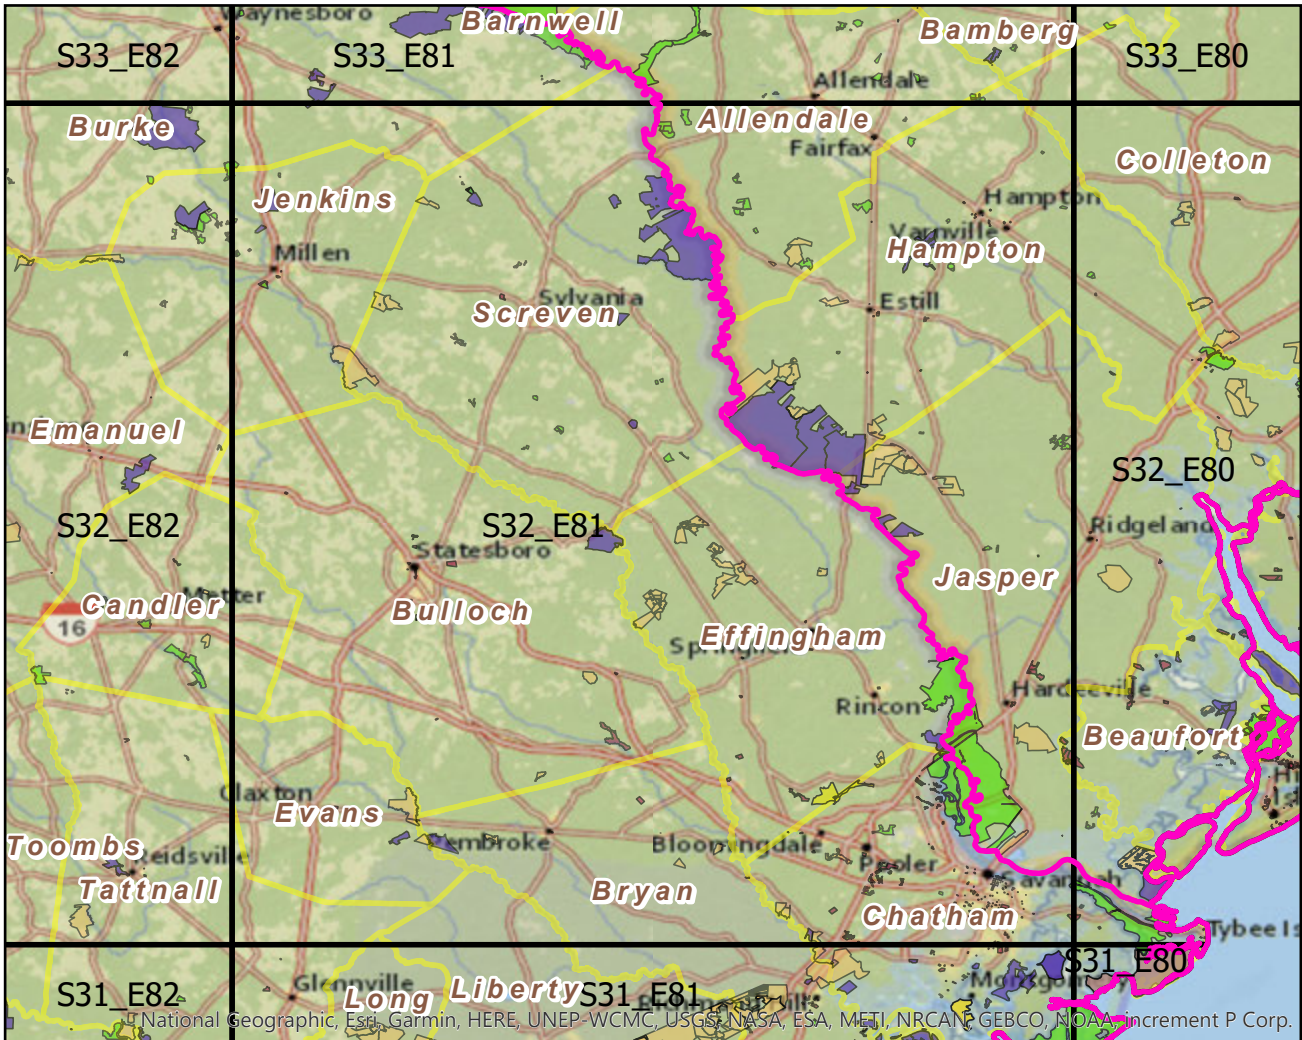 Waynesboro
Barnwell
Bamberg
S33_E82
S33_E81
S33_E80
Allendale
Burke
Allendale
Fairfax
Colleton
Jenkins
Hampton
Varnville
Hampton
Millen
Sylvania
Screven
Estill
Emanuel
S32_E80
S32_E82
S32_E81
Ridgeland
Statesboro
Jasper
Candler
Metter
Bulloch
16
Effingham
Rincon
Hardeeville
Beaufort
Claxton
Evans
Toombs
Reidsville
Pembroke
Bloomingdale
Pooler
Tattnall
Bryan
Savannah
Chatham
Tybee Is
S31_E80
S31_E82
Glennville
Long
Liberty
S31_E81
National Geographic, Esri, Garmin, HERE, UNEP-WCMC, USGS, NASA, ESA, METI, NRCAN, GEBCO, NOAA, increment P Corp.